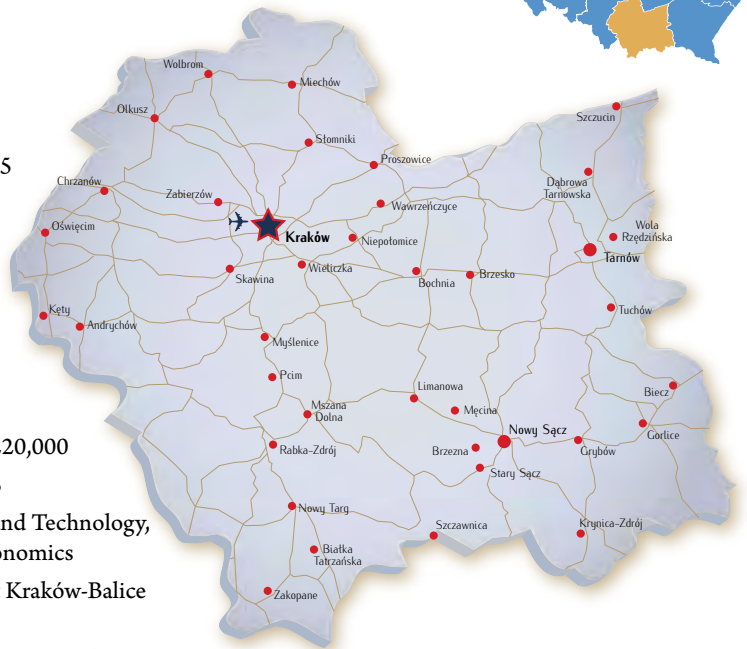 Wolbrom
Miechów
Olkusz
Szczucin
Słomniki
5
Proszowice
Chrzanów
Dąbrowa
Tarnowska
Zabierzów
Wawrzeńczyce
Oświęcim
Kraków
Niepołomice
Wola
Rzędzińska
Tarnów
Wieliczka
Skawina
Bochnia
Brzesko
Kęty
Andrychów
Tuchów
Myślenice
Pcim
Limanowa
Biecz
Mszana
Dolna
Męcina
Nowy Sącz
Gorlice
20,000
Rabka-Zdrój
Brzezna
Grybów
Stary Sącz
Nowy Targ
nd Technology,
Szczawnica
Krynica-Zdrój
onomics
Białka
Tatrzańska
Kraków-Balice
Zakopane